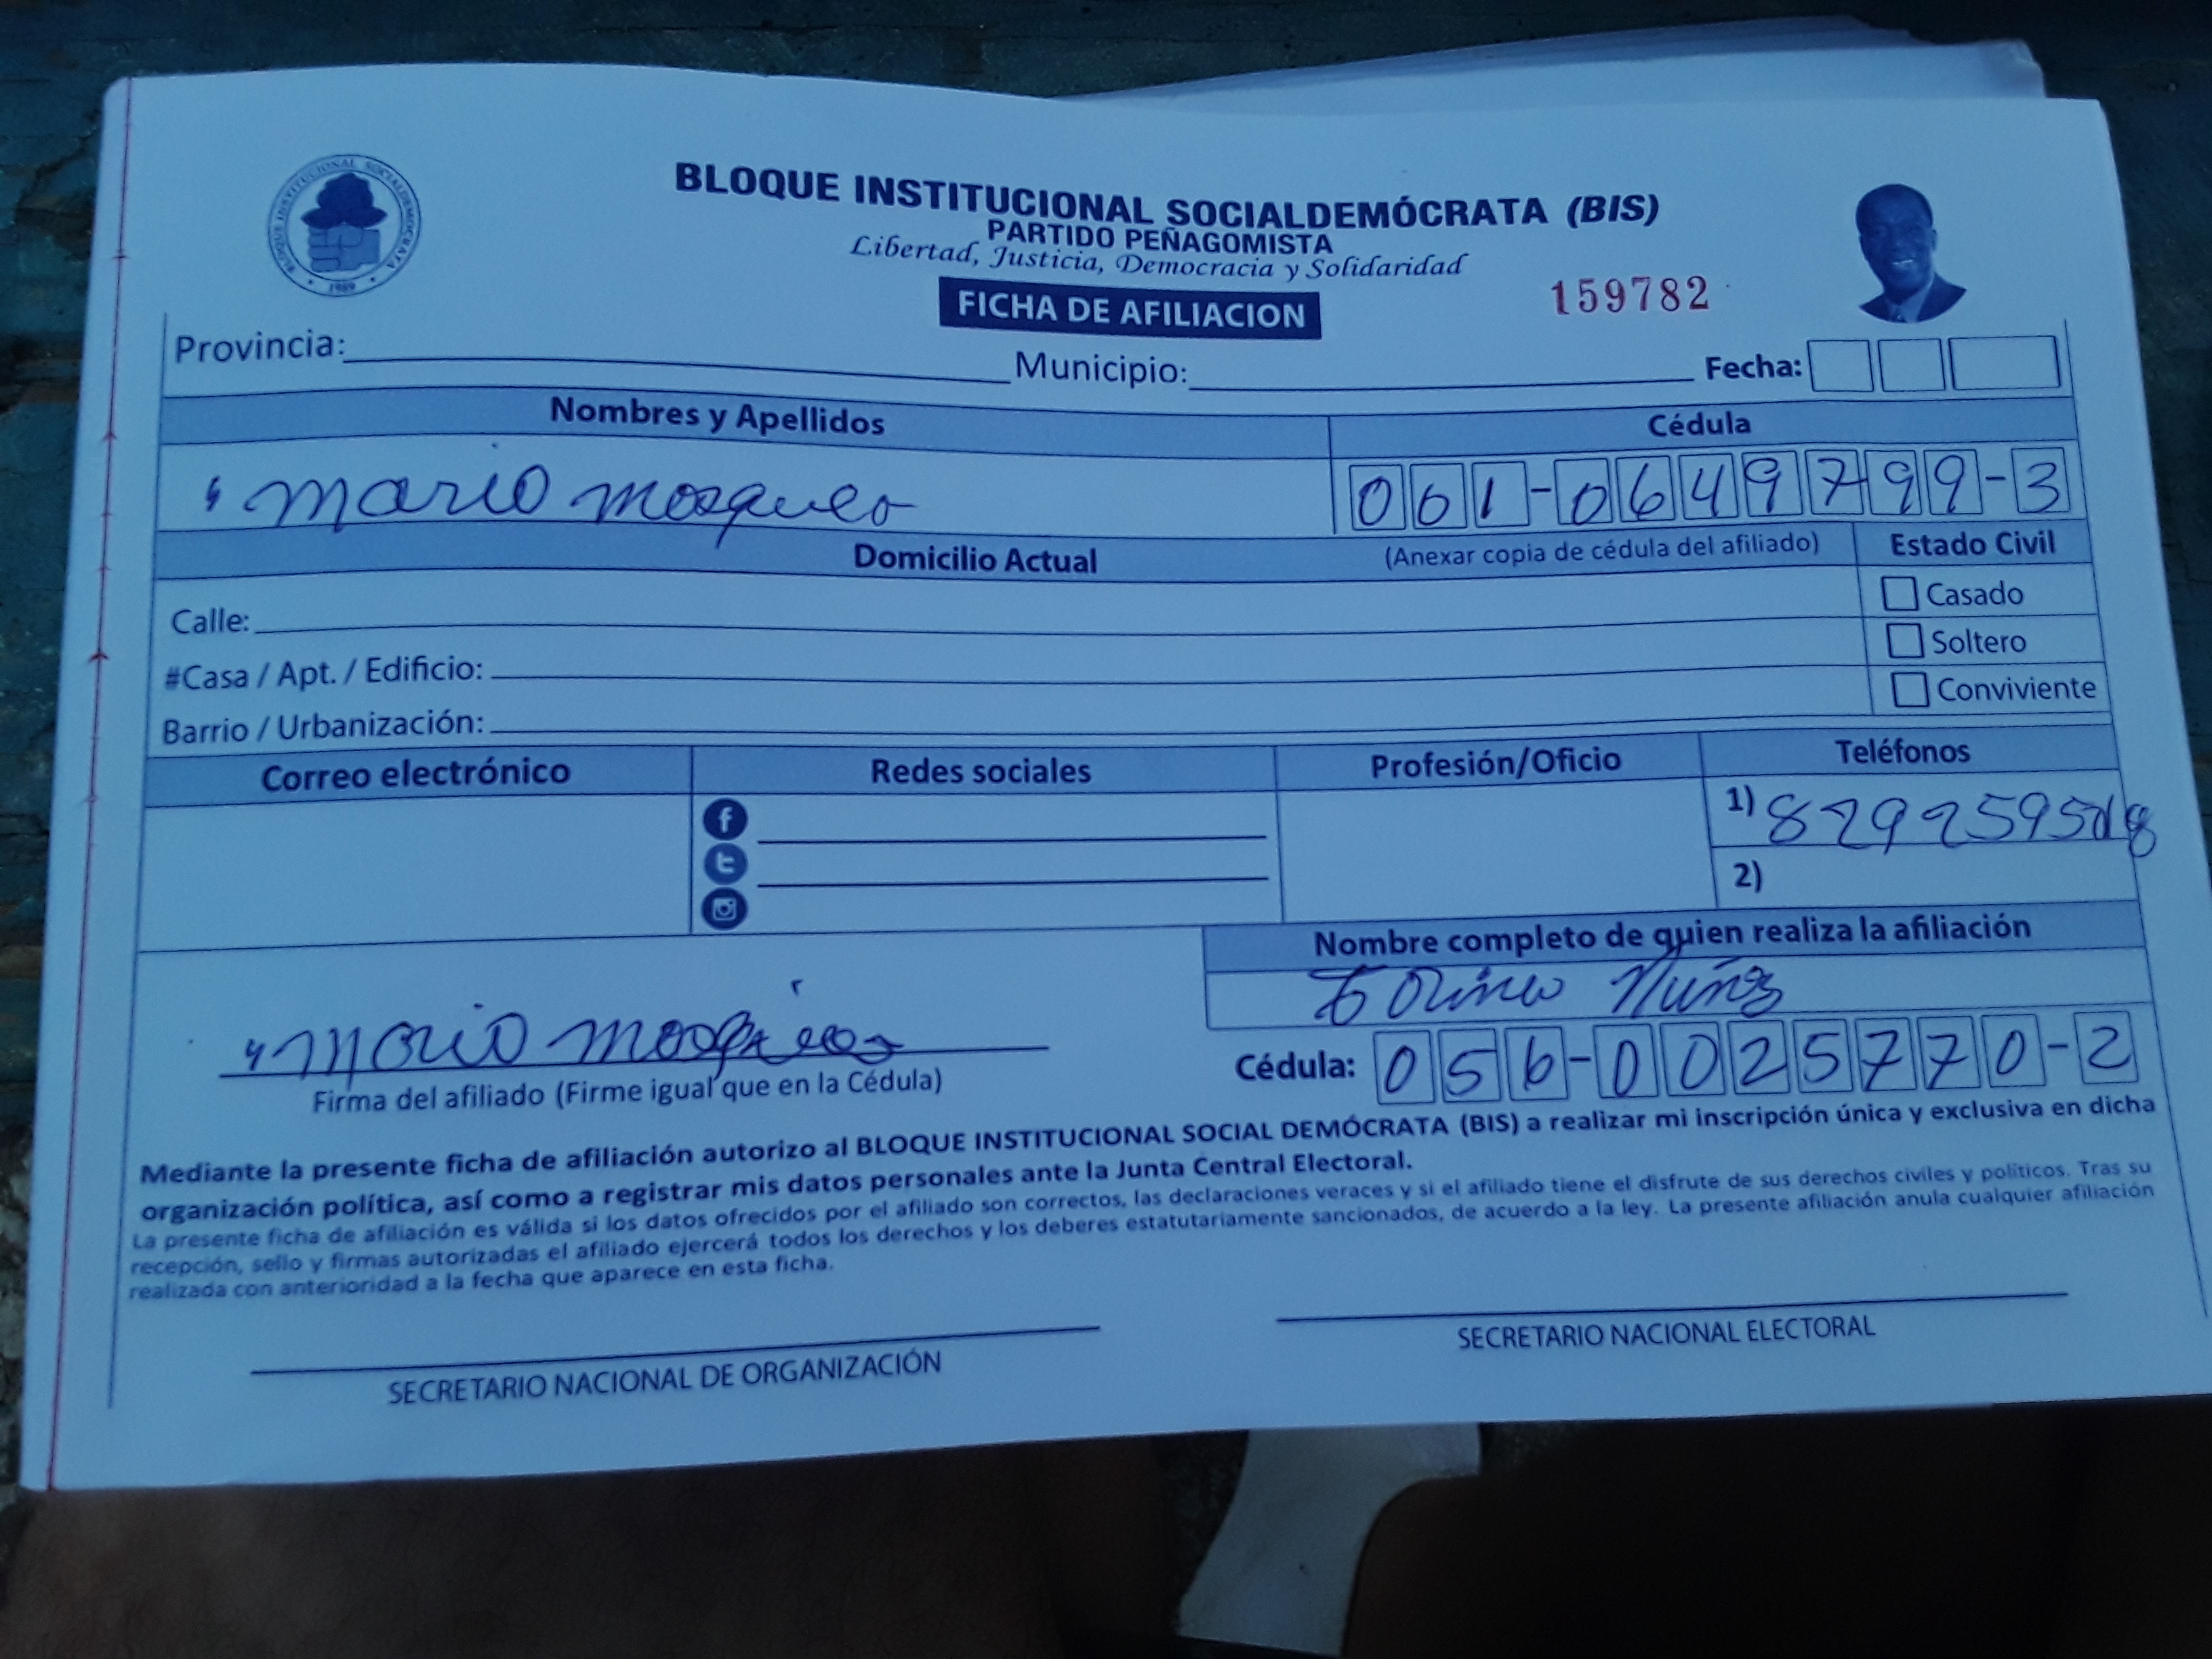 BLOQUE INSTITUCIONAL SOCIALDEMOCRATA
1989
BLOQUE INSTITUCIONAL SOCIALDEMÓCRATA (BIS)
PARTIDO PEÑAGOMISTA
Libertad, Justicia, Democracia y Solidaridad
FICHA DE AFILIACION
159782
Provincia: Municipio: Fecha:
Nombres y Apellidos Cédula
Mario 001-0649799-3
Domicilio Actual (Anexar copia de cédula del afiliado) Estado Civil
Calle: Casado
#Casa / Apt. / Edificio: Soltero
Barrio / Urbanización: Conviviente
Correo electrónico Redes sociales Profesión/Oficio Teléfonos
1)
2)
Nombre completo de quien realiza la afiliación
Núñez
Mario
Firma del afiliado (Firme igual que en la Cédula)
Cédula: 056-0025770-2
Mediante la presente ficha de afiliación autorizo al BLOQUE INSTITUCIONAL SOCIAL DEMÓCRATA (BIS) a realizar mi inscripción única y exclusiva en dicha
organización política, así como a registrar mis datos personales ante la Junta Central Electoral.
La presente ficha de afiliación es válida si los datos ofrecidos por el afiliado son correctos, las declaraciones veraces y si el afiliado tiene el disfrute de sus derechos civiles y políticos. Tras su
recepción, sello y firmas autorizadas el afiliado ejercerá todos los derechos y los deberes estatutariamente sancionados, de acuerdo a la ley. La presente afiliación anula cualquier afiliación
realizada con anterioridad a la fecha que aparece en esta ficha.
SECRETARIO NACIONAL DE ORGANIZACIÓN
SECRETARIO NACIONAL ELECTORAL